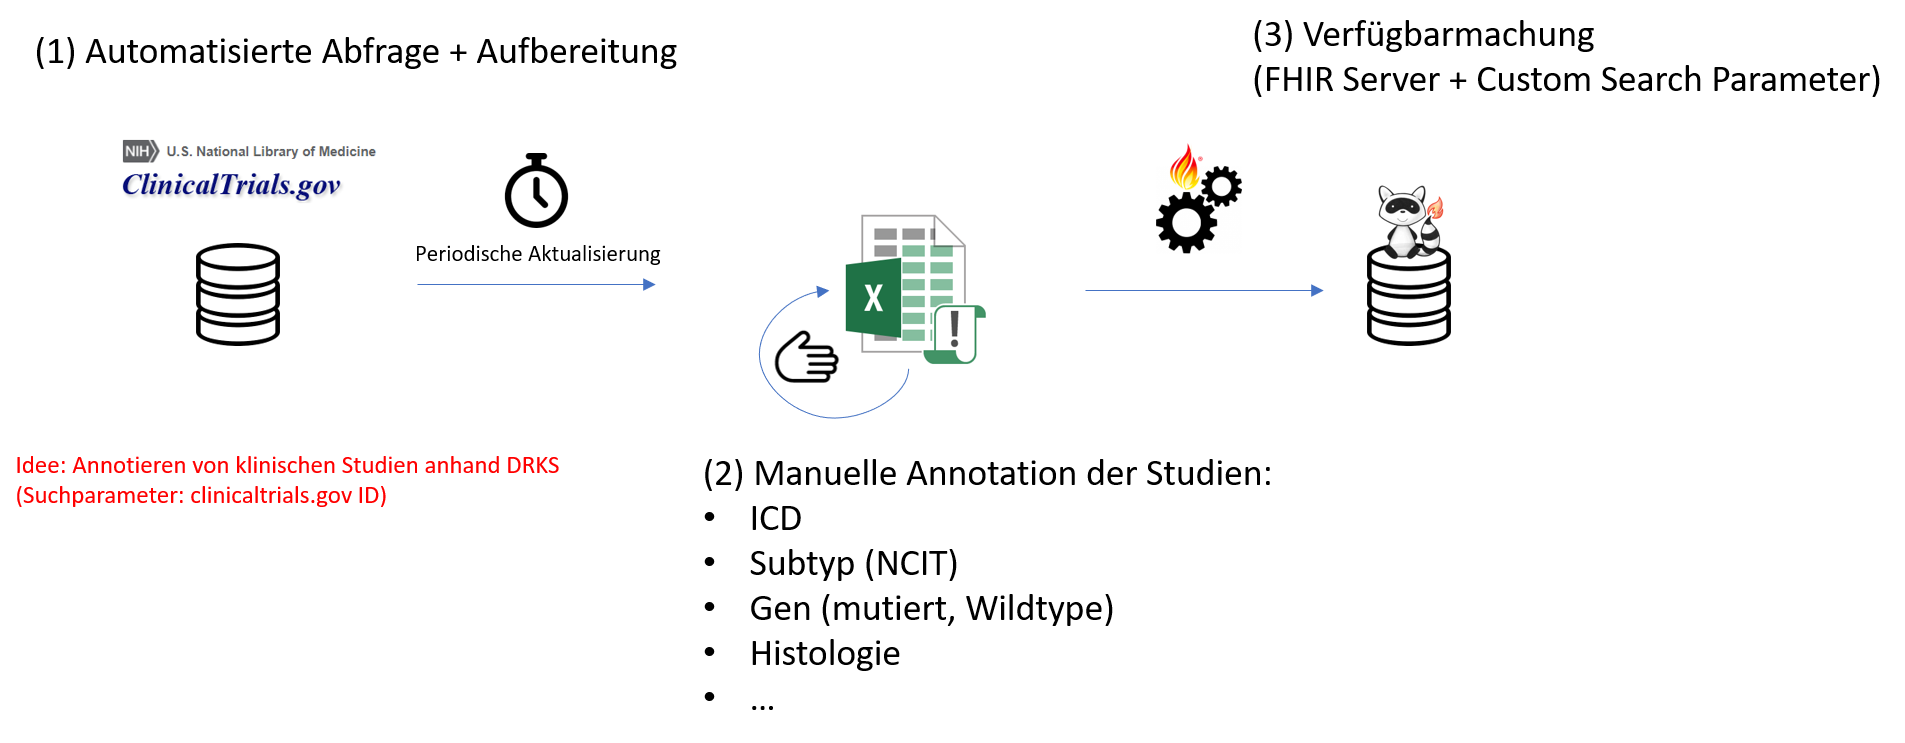 (1) Automatisierte Abfrage + Aufbereitung
(3) Verfügbarmachung
(FHIR Server + Custom Search Parameter)
NIH U.S. National Library of Medicine
ClinicalTrials.gov
Periodische Aktualisierung
X
!
Idee: Annotieren von klinischen Studien anhand DRKS
(Suchparameter: clinicaltrials.gov ID)
(2) Manuelle Annotation der Studien:
• ICD
• Subtyp (NCIT)
• Gen (mutiert, Wildtype)
• Histologie
• ...